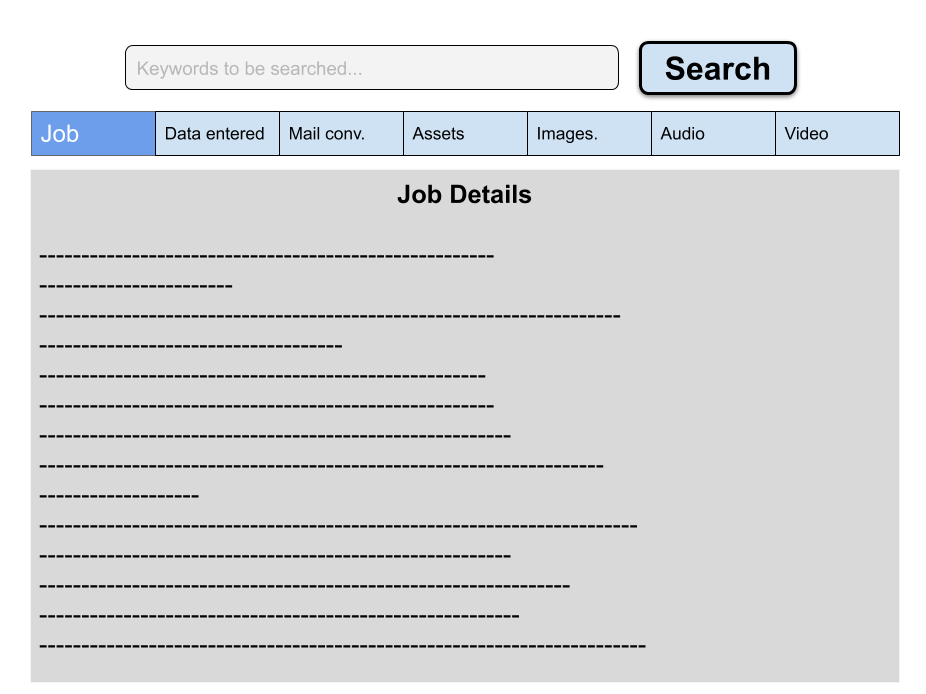 Keywords to be searched...
Search
Job
Data entered
Mail conv.
Assets
Images.
Audio
Video
Job Details
------------------------------------------------------
-----------------------
---------------------------------------------------------------------
------------------------------------
-----------------------------------------------------
------------------------------------------------------
--------------------------------------------------------
-------------------------------------------------------------------
-------------------
-----------------------------------------------------------------------
--------------------------------------------------------
---------------------------------------------------------------
---------------------------------------------------------
------------------------------------------------------------------------